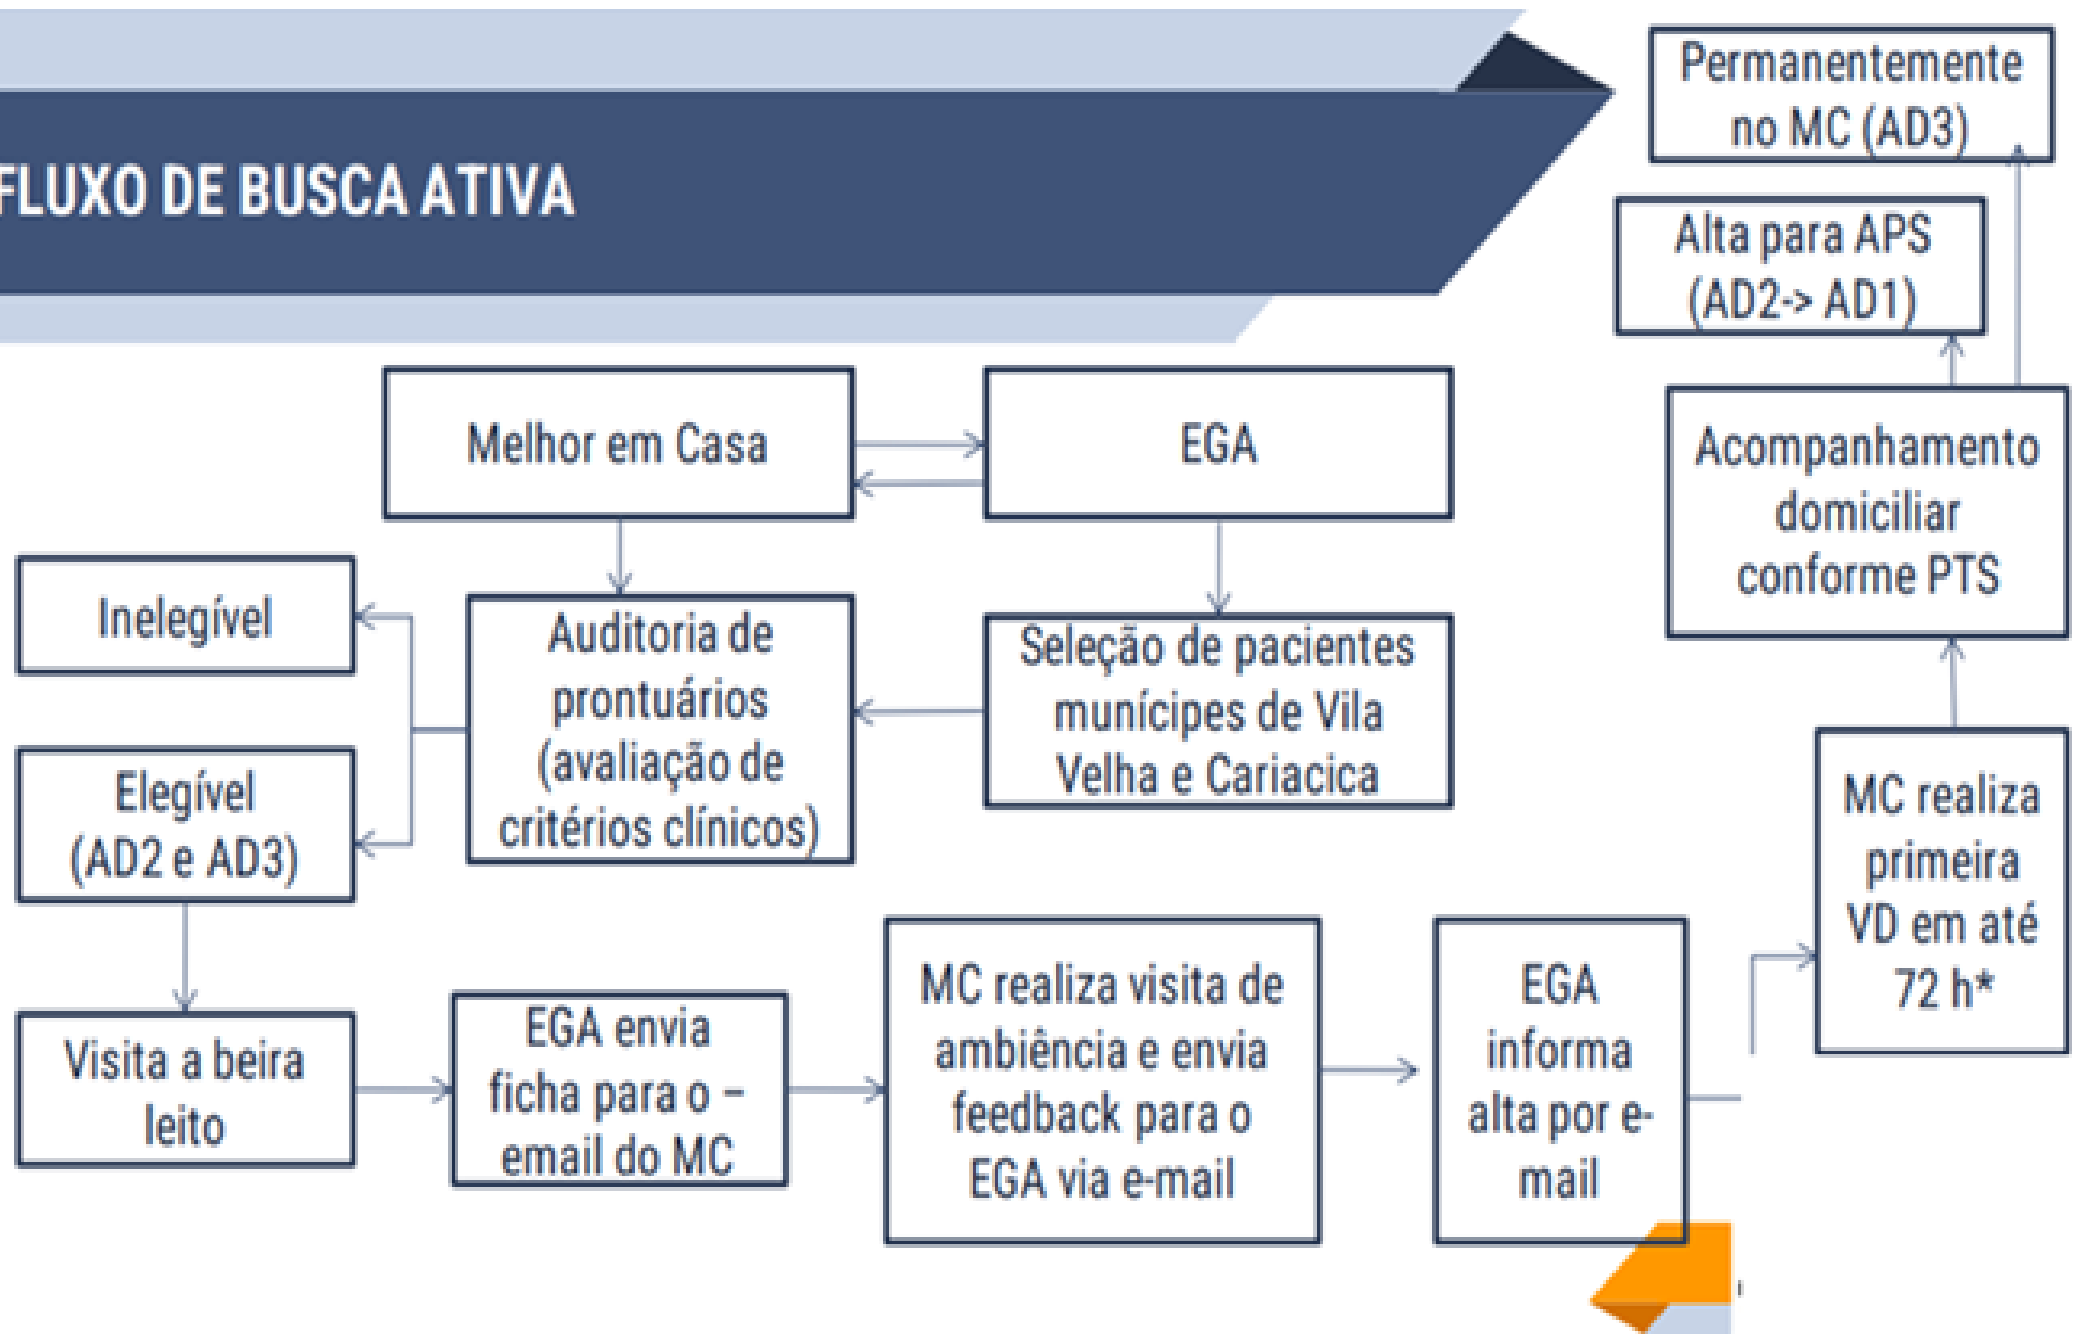 FLUXO DE BUSCA ATIVA
Permanentemente
no MC (AD3)
Alta para APS
(AD2-> AD1)
Melhor em Casa
EGA
Acompanhamento
domiciliar
conforme PTS
Inelegível
Auditoria de
prontuários
(avaliação de
critérios clínicos)
Seleção de pacientes
munícipes de Vila
Velha e Cariacica
Elegível
(AD2 e AD3)
MC realiza
primeira
VD em até
72 h*
Visita a beira
leito
EGA envia
ficha para o –
email do MC
MC realiza visita de
ambiência e envia
feedback para o
EGA via e-mail
EGA
informa
alta por e-
mail